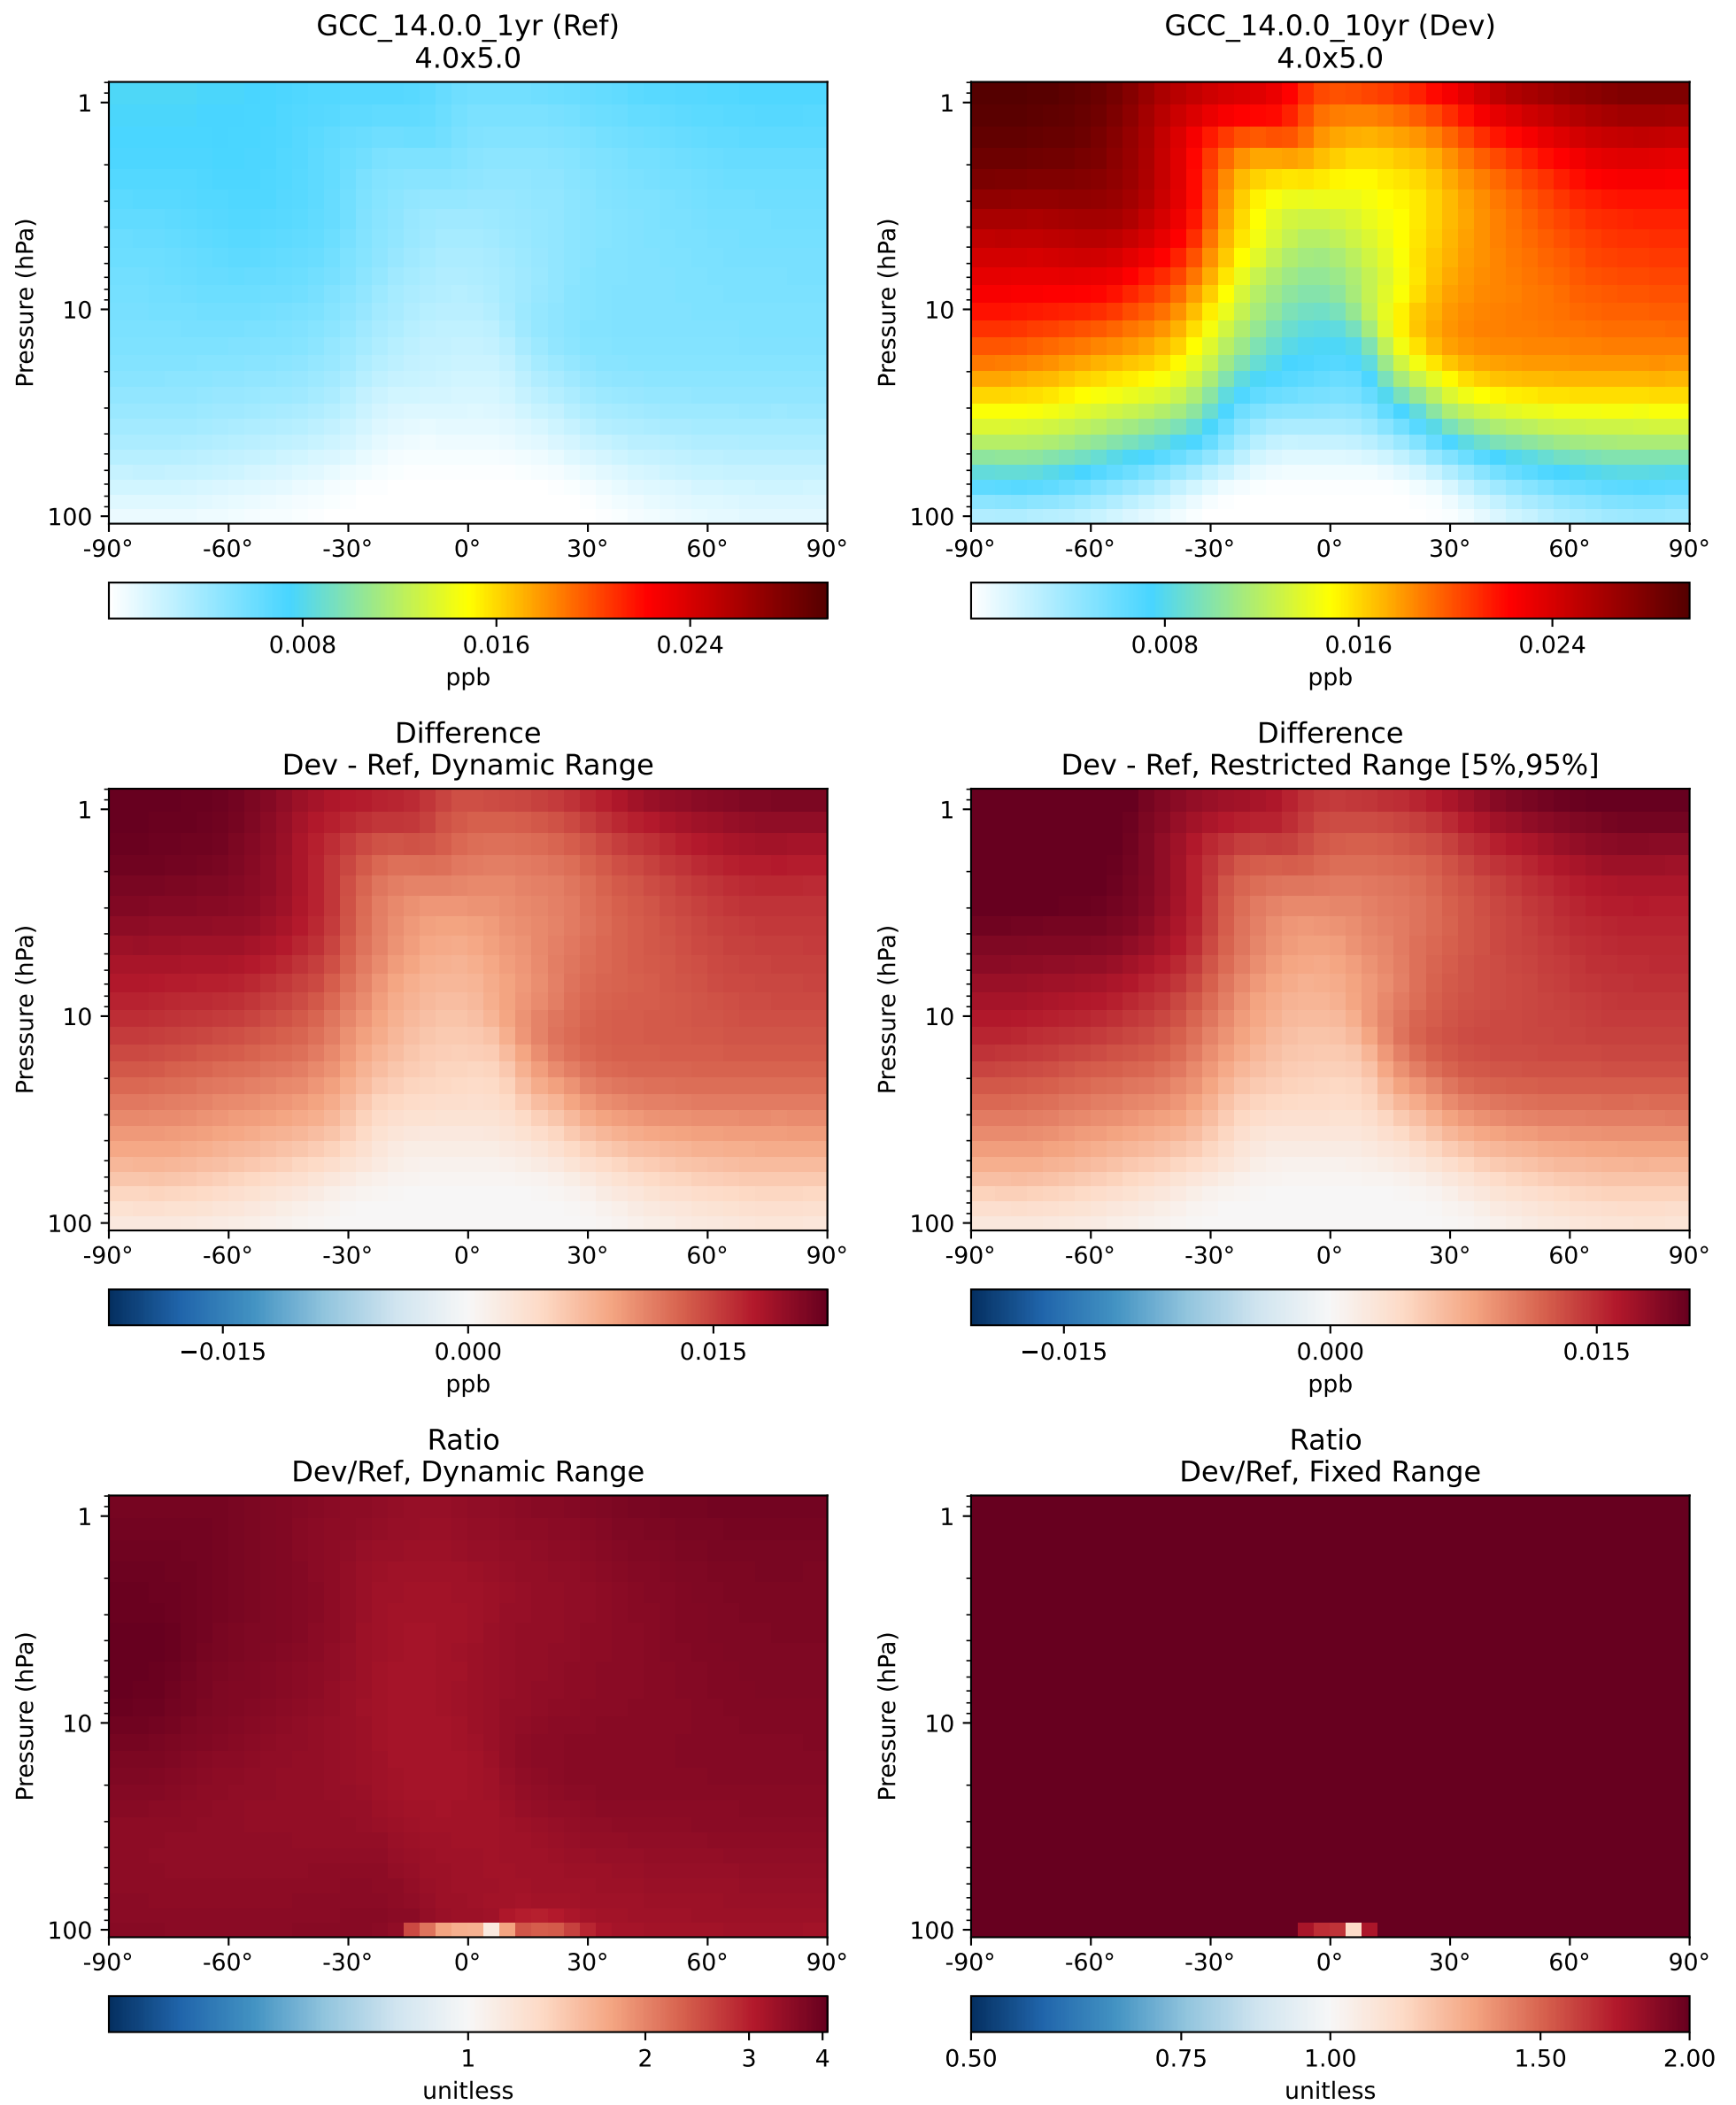 GCC_14.0.0_1yr (Ref)
4.0x5.0
Pressure (hPa)
1
10
100
-90° -60° -30° 0° 30° 60° 90°
0.008 0.016 0.024
ppb
GCC_14.0.0_10yr (Dev)
4.0x5.0
Pressure (hPa)
1
10
100
-90° -60° -30° 0° 30° 60° 90°
0.008 0.016 0.024
ppb
Difference
Dev - Ref, Dynamic Range
Pressure (hPa)
1
10
100
-90° -60° -30° 0° 30° 60° 90°
−0.015 0.000 0.015
ppb
Difference
Dev - Ref, Restricted Range [5%,95%]
Pressure (hPa)
1
10
100
-90° -60° -30° 0° 30° 60° 90°
−0.015 0.000 0.015
ppb
Ratio
Dev/Ref, Dynamic Range
Pressure (hPa)
1
10
100
-90° -60° -30° 0° 30° 60° 90°
1 2 3 4
unitless
Ratio
Dev/Ref, Fixed Range
Pressure (hPa)
1
10
100
-90° -60° -30° 0° 30° 60° 90°
0.50 0.75 1.00 1.50 2.00
unitless